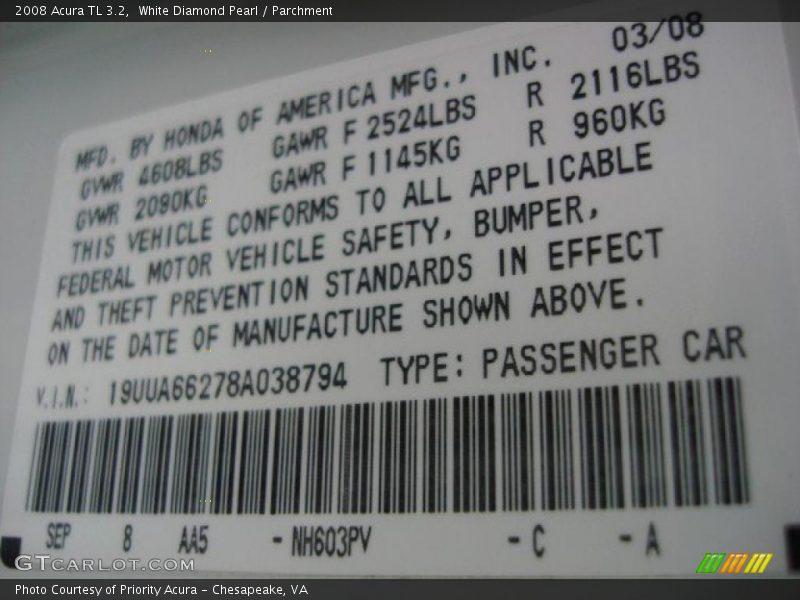 2008 Acura TL 3.2,  White Diamond Pearl / Parchment
MFD. BY HONDA OF AMERICA MFG., INC. 03/08
GVWR 4608LBS GAWR F 2524LBS R 2116LBS
GVWR 2090KG GAWR F 1145KG R 960KG
THIS VEHICLE CONFORMS TO ALL APPLICABLE
FEDERAL MOTOR VEHICLE SAFETY, BUMPER,
AND THEFT PREVENTION STANDARDS IN EFFECT
ON THE DATE OF MANUFACTURE SHOWN ABOVE.
V.I.N.: 19UUA66278A038794 TYPE: PASSENGER CAR
SEP 8 AA5 - NH603PV - C - A
GTCARLOT.COM
Photo Courtesy of Priority Acura – Chesapeake, VA